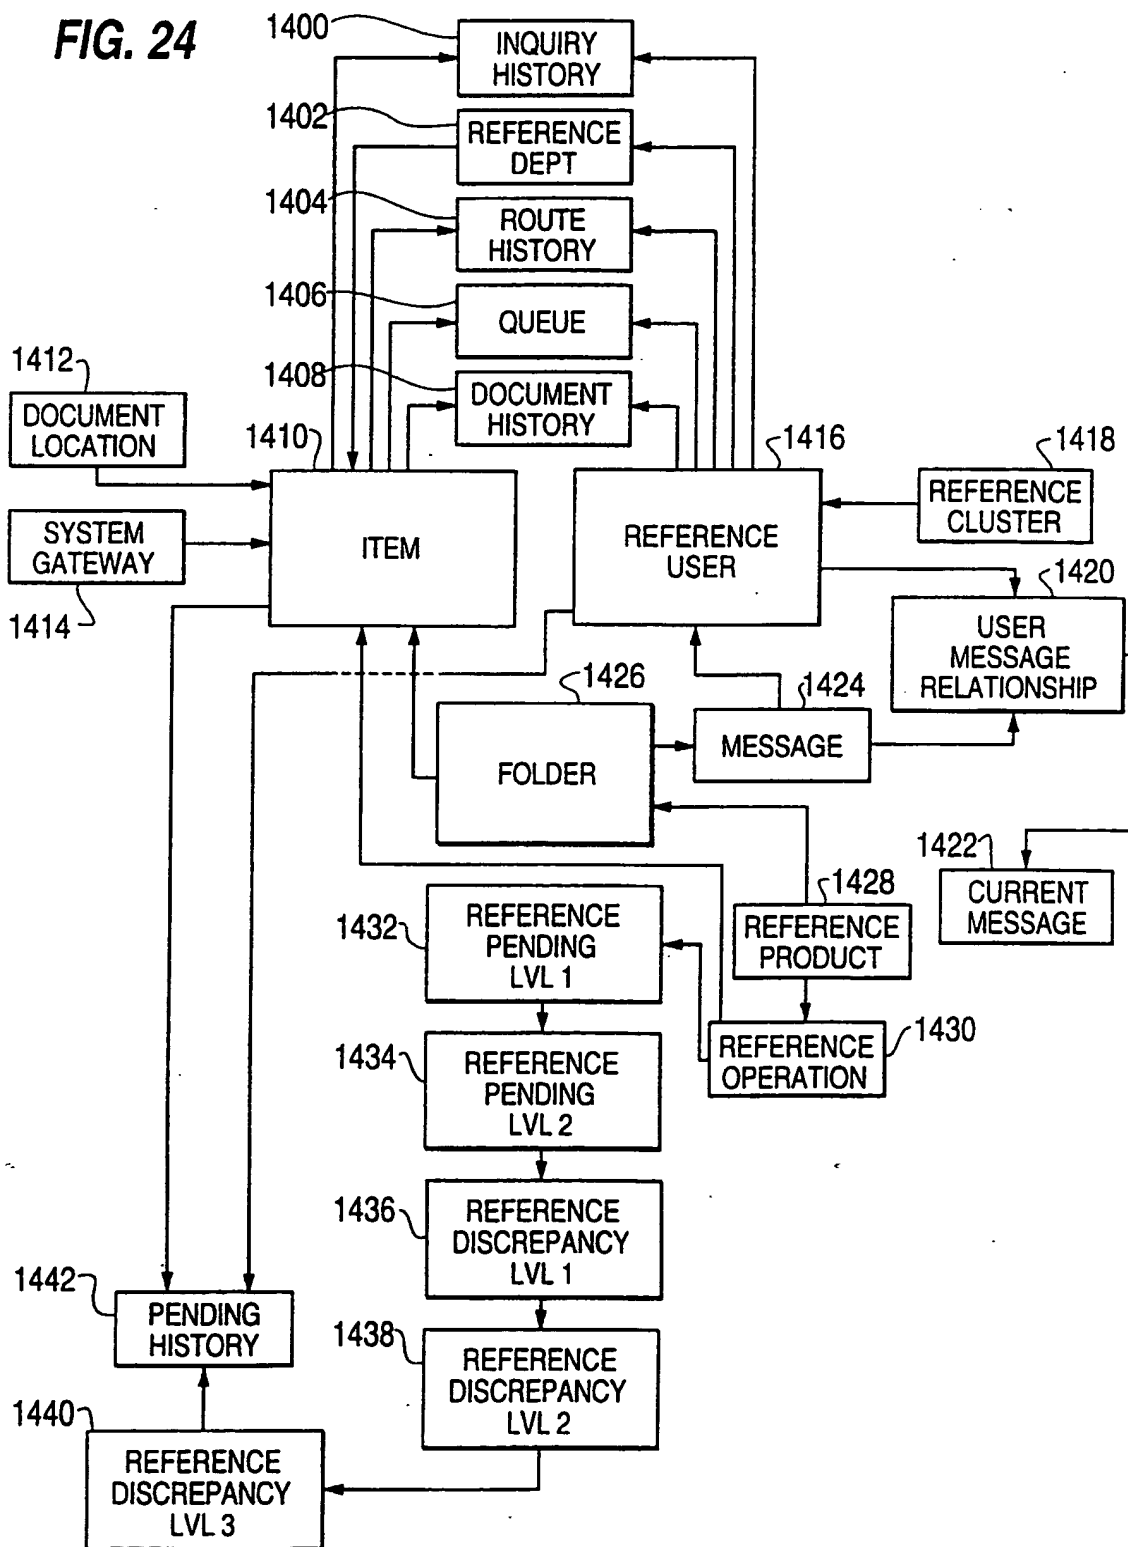 FIG. 24
1400
INQUIRY
HISTORY
1402
REFERENCE
DEPT
1404
ROUTE
HISTORY
1406
QUEUE
1408
DOCUMENT
HISTORY
1412
DOCUMENT
LOCATION
1410
ITEM
1416
REFERENCE
USER
1418
REFERENCE
CLUSTER
SYSTEM
GATEWAY
1414
1420
USER
MESSAGE
RELATIONSHIP
1426
FOLDER
1424
MESSAGE
1422
CURRENT
MESSAGE
1428
REFERENCE
PRODUCT
1432
REFERENCE
PENDING
LVL 1
1430
REFERENCE
OPERATION
1434
REFERENCE
PENDING
LVL 2
1436
REFERENCE
DISCREPANCY
LVL 1
1442
PENDING
HISTORY
1438
REFERENCE
DISCREPANCY
LVL 2
1440
REFERENCE
DISCREPANCY
LVL 3